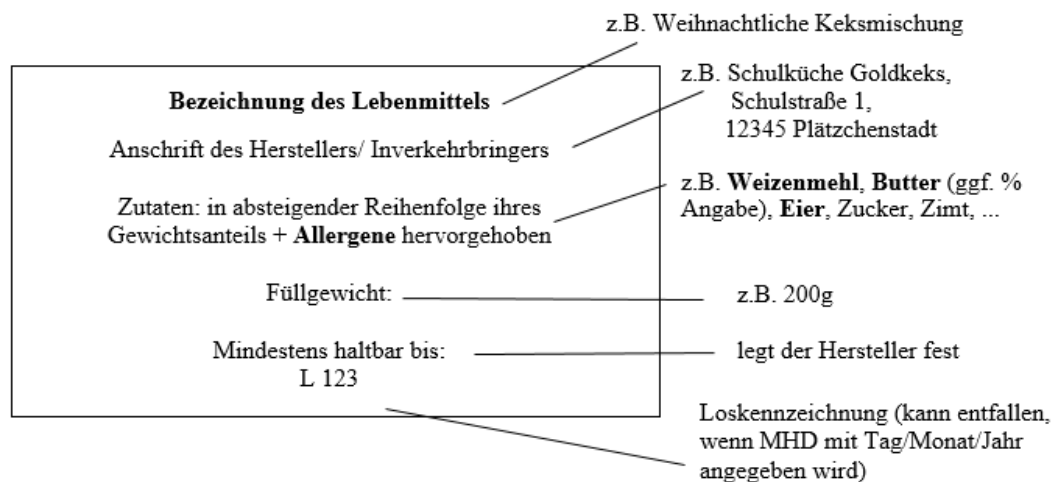 z.B. Weihnachtliche Keksmischung
Bezeichnung des Lebenmittels
z.B. Schulküche Goldkeks,
Schulstraße 1,
12345 Plätzchenstadt
Anschrift des Herstellers/ Inverkehrbringers
Zutaten: in absteigender Reihenfolge ihres
Gewichtsanteils + Allergene hervorgehoben
z.B. Weizenmehl, Butter (ggf. %
Angabe), Eier, Zucker, Zimt, ...
Füllgewicht:
z.B. 200g
Mindestens haltbar bis:
legt der Hersteller fest
L 123
Loskennzeichnung (kann entfallen,
wenn MHD mit Tag/Monat/Jahr
angegeben wird)